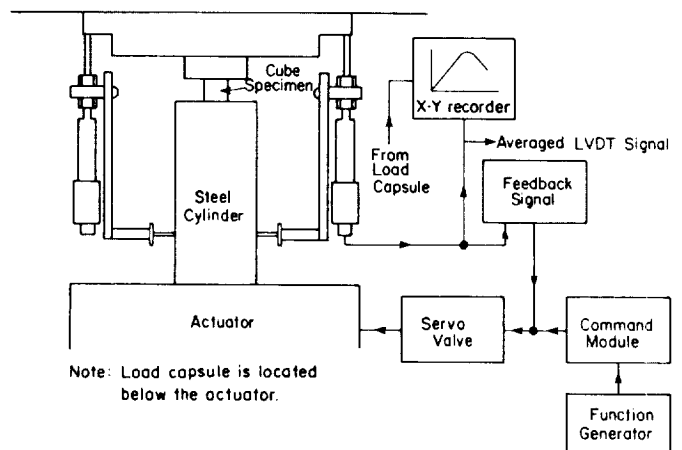 Cube
Specimen
X-Y recorder
Averaged LVDT Signal
From
Load
Capsule
Feedback
Signal
Steel
Cylinder
Actuator
Servo
Valve
Command
Module
Note: Load capsule is located
below the actuator.
Function
Generator